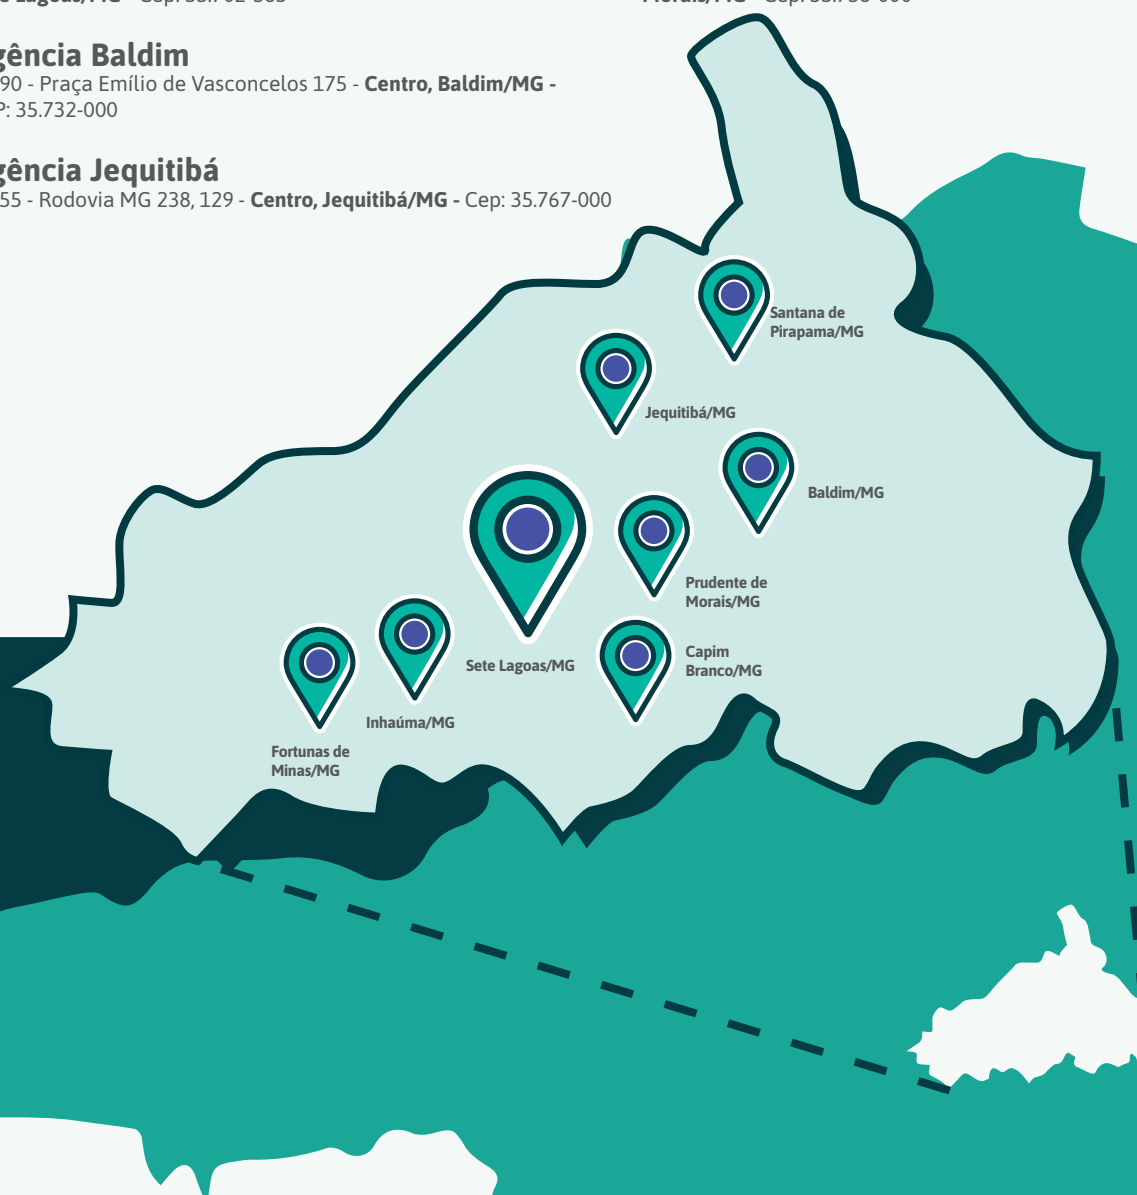 Morais/MG
gência Baldim
90 - Praça Emílio de Vasconcelos 175 - Centro, Baldim/MG -
P: 35.732-000
gência Jequitibá
55 - Rodovia MG 238, 129 - Centro, Jequitibá/MG - Cep: 35.767-000
Santana de
Pirapama/MG
Jequitibá/MG
Baldim/MG
Prudente de
Morais/MG
Sete Lagoas/MG
Capim
Branco/MG
Inhaúma/MG
Fortunas de
Minas/MG